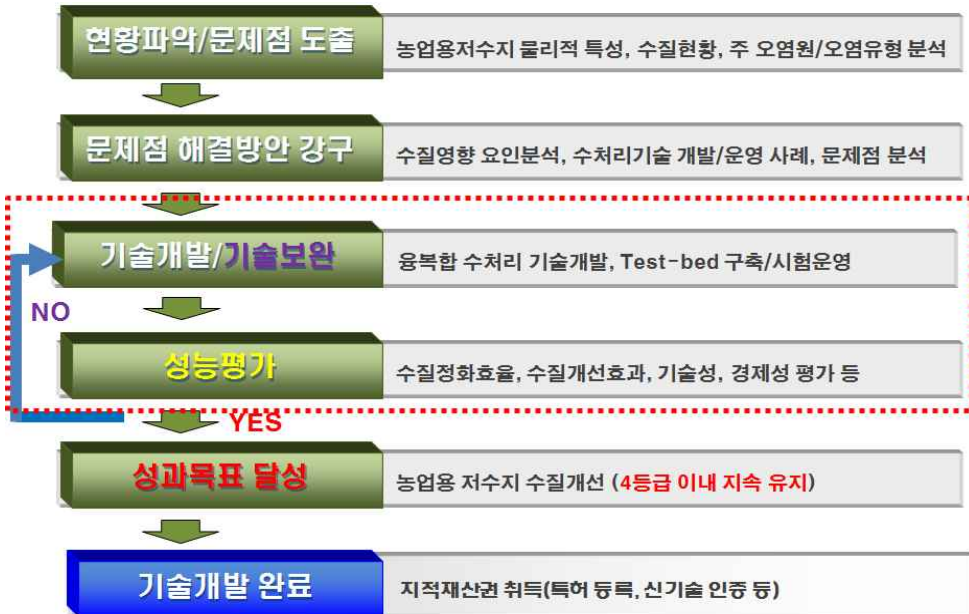 현황파악/문제점 도출
농업용저수지 물리적 특성, 수질현황, 주 오염원/오염유형 분석
문제점 해결방안 강구
수질영향 요인분석, 수처리기술 개발/운영 사례, 문제점 분석
기술개발/기술보완
융복합 수처리 기술개발, Test-bed 구축/시험운영
NO
성능평가
수질정화효율, 수질개선효과, 기술성, 경제성 평가 등
YES
성과목표 달성
농업용 저수지 수질개선 (4등급 이내 지속 유지)
기술개발 완료
지적재산권 취득(특허 등록, 신기술 인증 등)